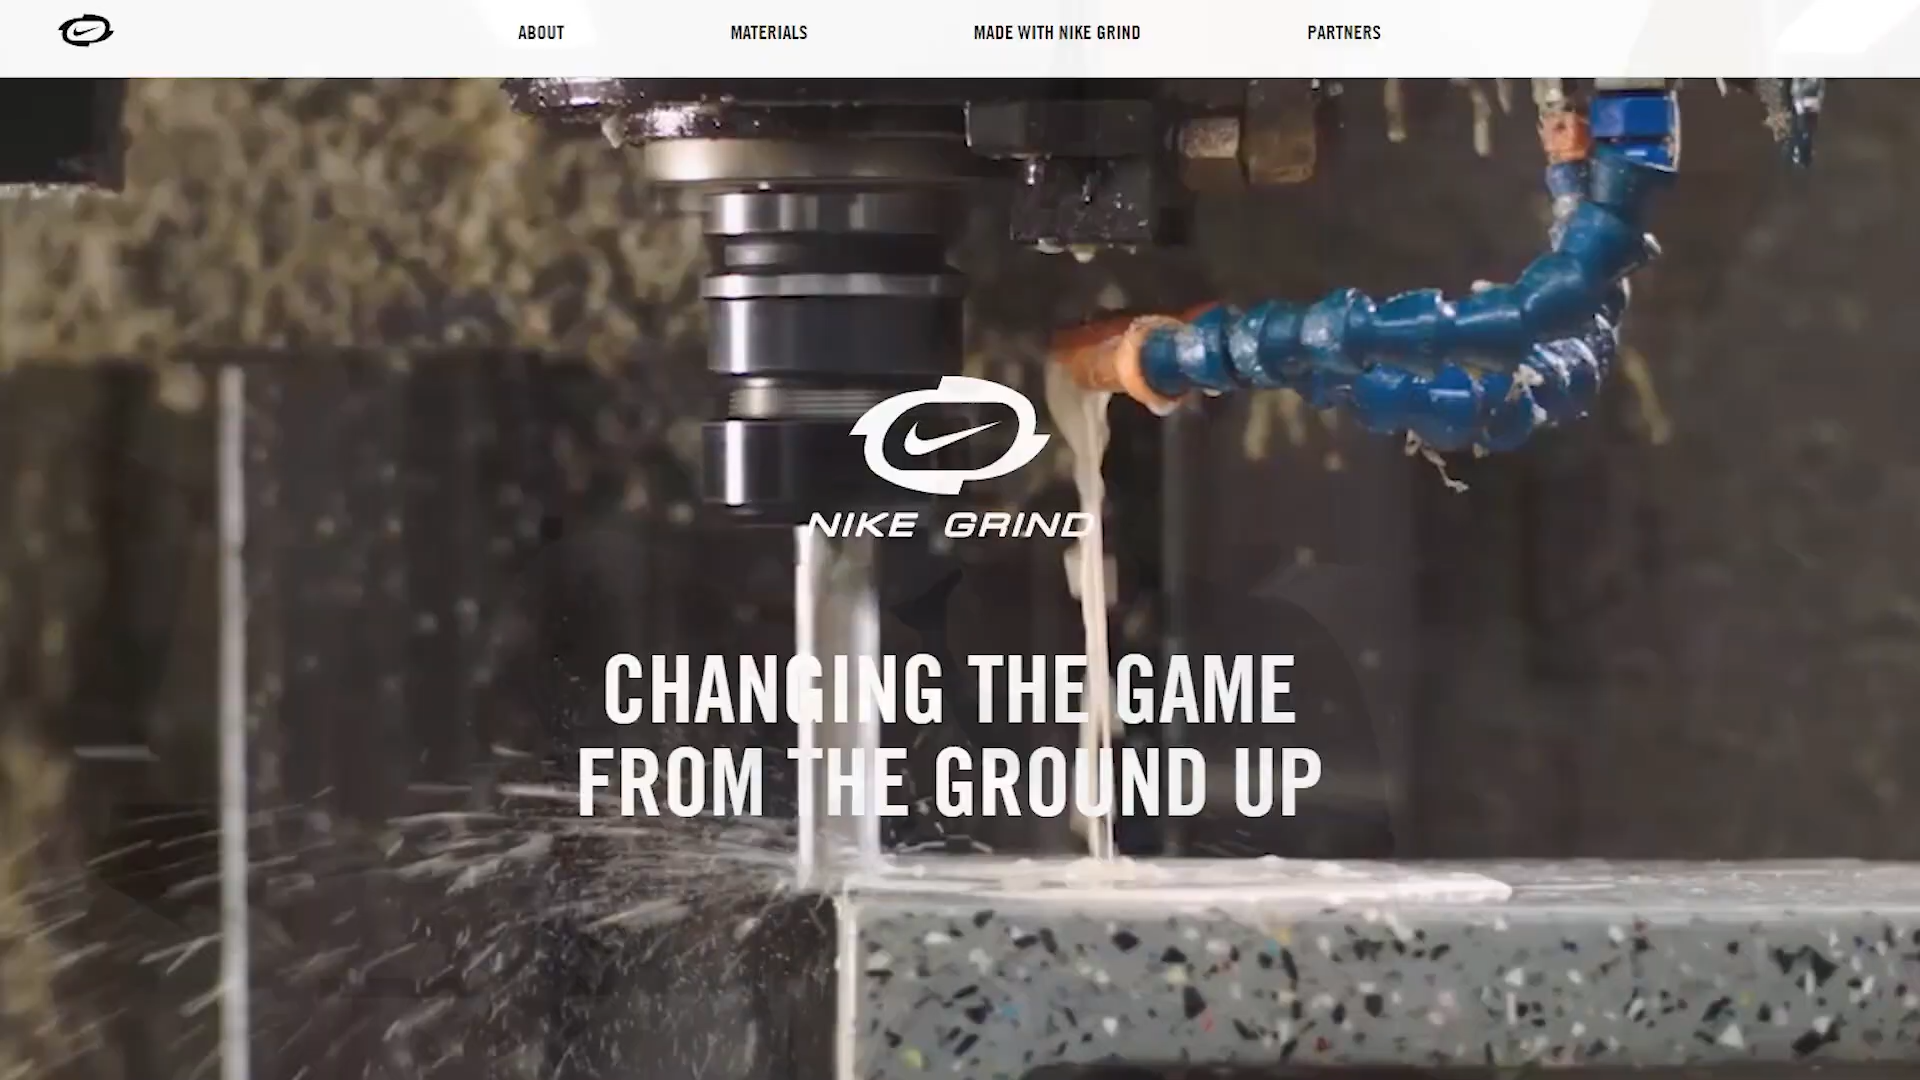 ABOUT
MATERIALS
MADE WITH NIKE GRIND
PARTNERS
NIKE GRIND
CHANGING THE GAME
FROM THE GROUND UP